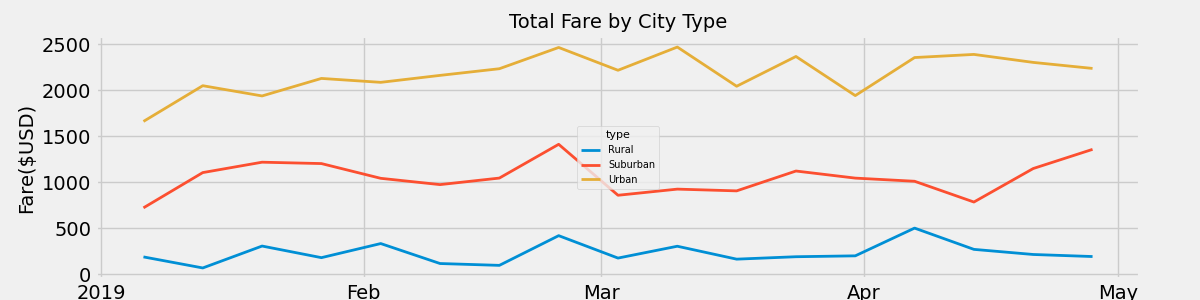 Total Fare by City Type
Fare($USD)
2500
2000
1500
1000
500
0
type
Rural
Suburban
Urban
2019 Feb Mar Apr May